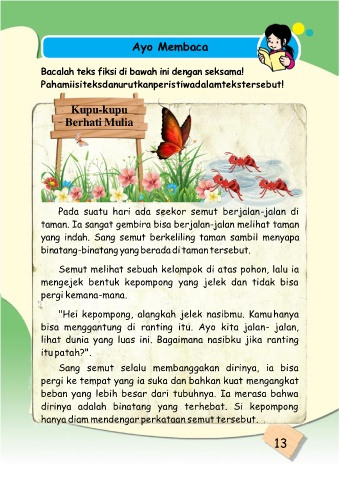 Ayo Membaca
Bacalah teks fiksi di bawah ini dengan seksama!
Pahamiisiteksdanurutkanperistiwadalamtekstersebut!
Kupu-kupu
Berhati Mulia
Pada suatu hari ada seekor semut berjalan-jalan di
taman. Ia sangat gembira bisa berjalan-jalan melihat taman
yang indah. Sang semut berkeliling taman sambil menyapa
binatang-binatang yang berada di taman tersebut.
Semut melihat sebuah kelompok di atas pohon, lalu ia
mengejek bentuk kepompong yang jelek dan tidak bisa
pergi kemana-mana.
"Hei kepompong, alangkah jelek nasibmu. Kamu hanya
bisa menggantung di ranting itu. Ayo kita jalan- jalan,
lihat dunia yang luas ini. Bagaimana nasibku jika ranting
itu patah?".
Sang semut selalu membanggakan dirinya, ia bisa
pergi ke tempat yang ia suka dan bahkan kuat mengangkat
beban yang lebih besar dari tubuhnya. Ia merasa bahwa
dirinya adalah binatang yang terhebat. Si kepompong
hanya diam mendengar perkataan semut tersebut.
13